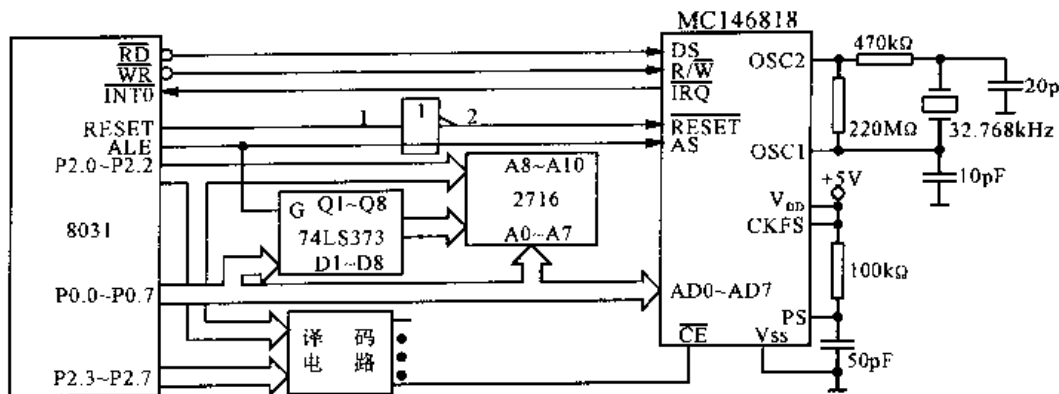 MC146818
RD
WR
INT0
RESET
ALE
P2.0~P2.2
8031
P0.0~P0.7
P2.3~P2.7
1
1
2
G Q1~Q8
74LS373
D1~D8
A8~A10
2716
A0~A7
译 码
电 路
DS
R/W
IRQ
RESET
AS
AD0~AD7
CE
OSC2
OSC1
VDD
CKFS
PS
VSS
470kΩ
20p
220MΩ
32.768kHz
10pF
+5V
100kΩ
50pF